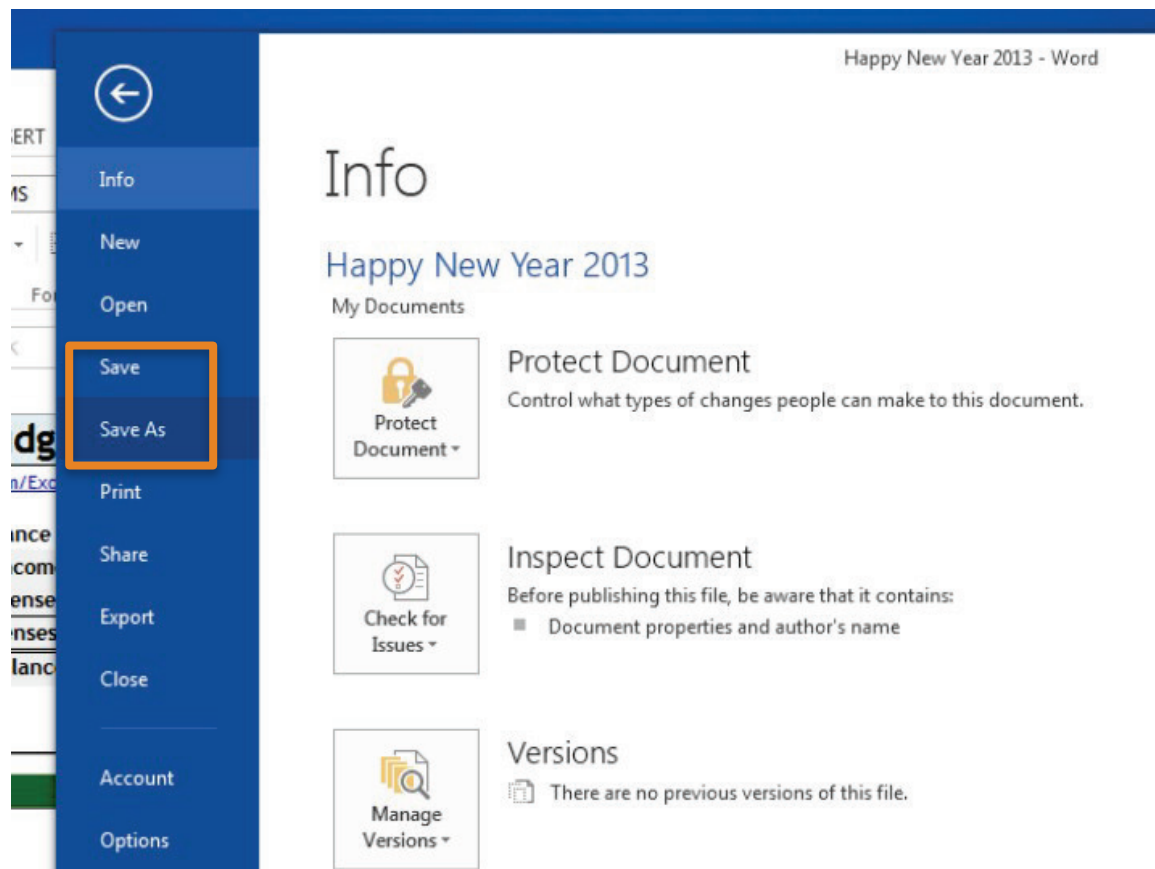 Happy New Year 2013 - Word
Info
New
Open
Save
Save As
Print
Share
Export
Close
Account
Options
Info
Happy New Year 2013
My Documents
Protect
Document
Protect Document
Control what types of changes people can make to this document.
Check for
Issues
Inspect Document
Before publishing this file, be aware that it contains:
Document properties and author's name
Manage
Versions
Versions
There are no previous versions of this file.